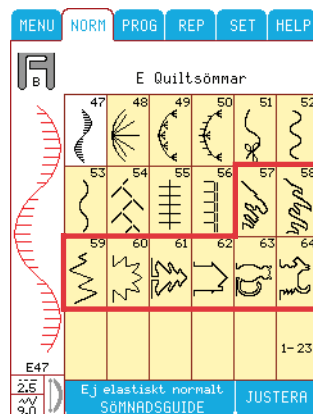 MENU NORM PROG REP SET HELP
B
E Quiltsömmar
47 48 49 50 51 52
53 54 55 56 57 58
59 60 61 62 63 64
1-23
E47
2.5
9.0
Ej elastiskt normalt
SÖMNADSGUIDE
JUSTERA